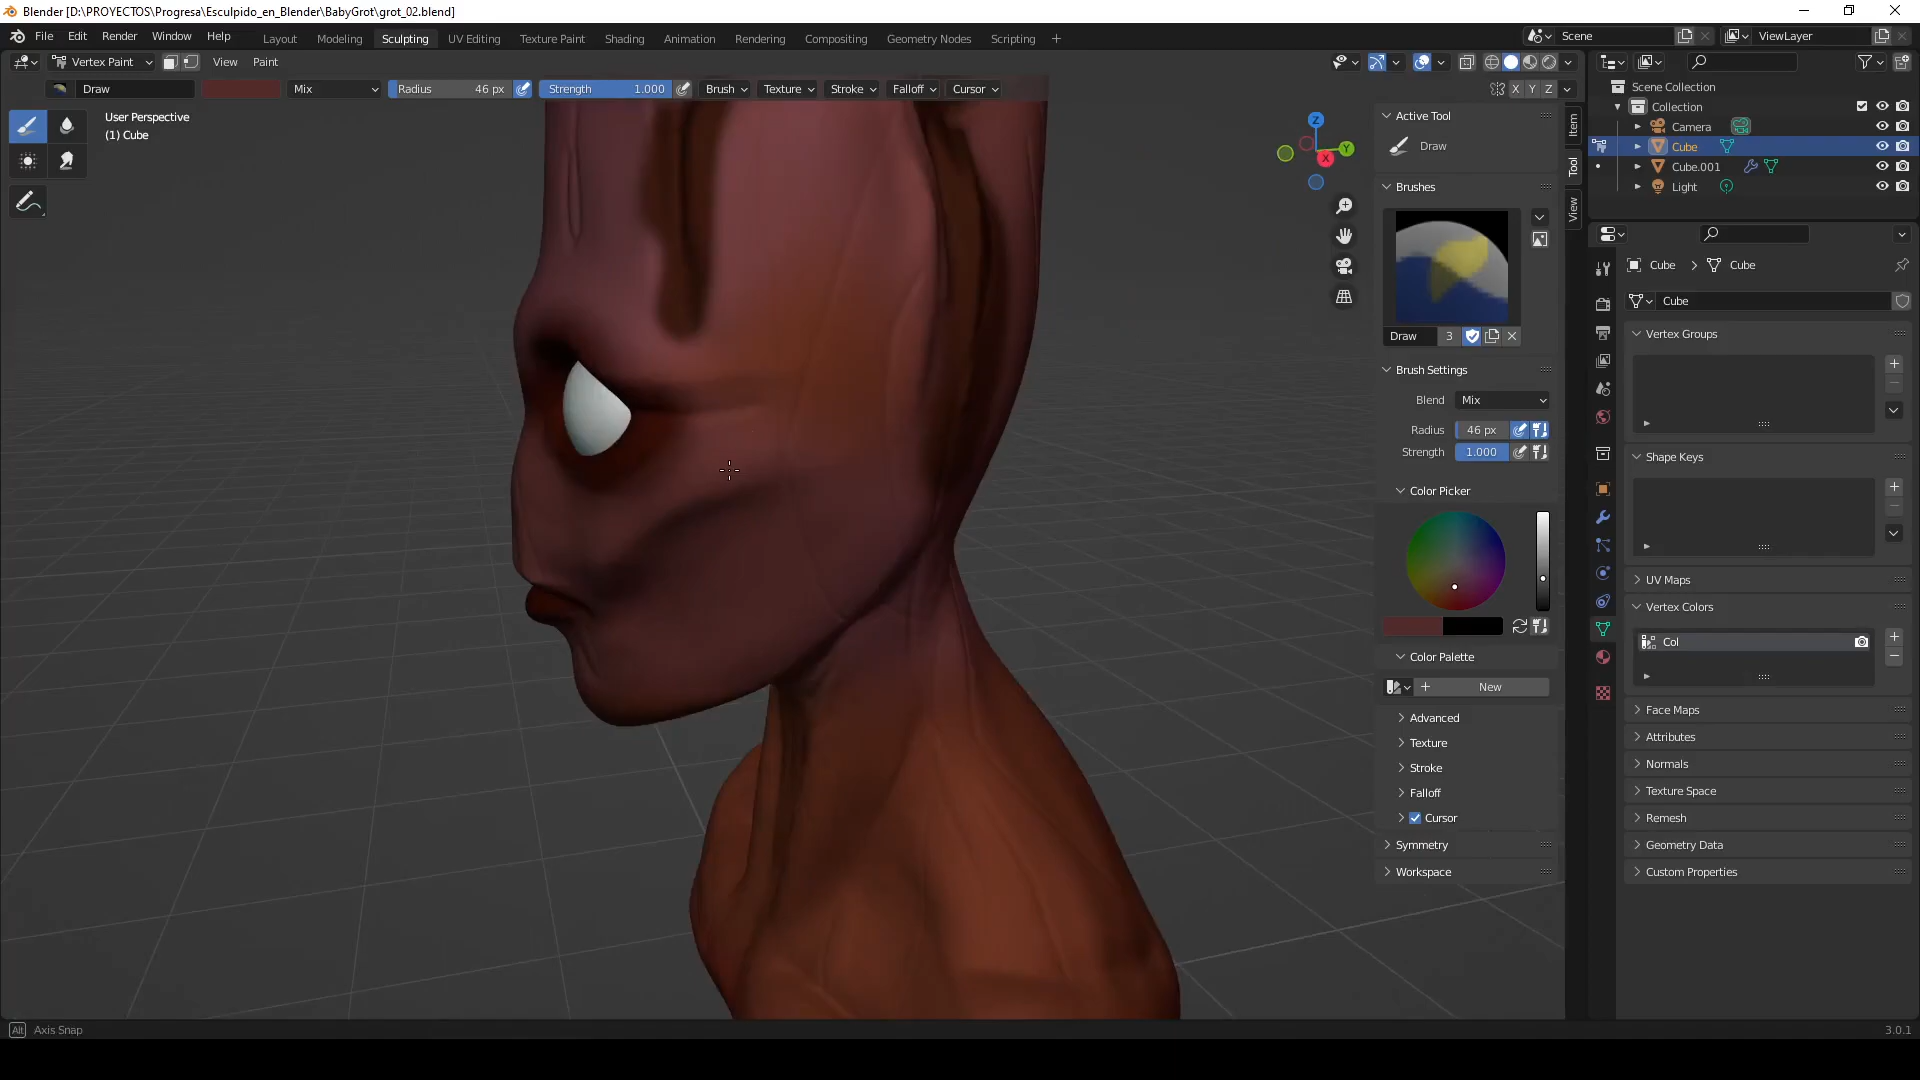 Blender [D:\PROYECTOS\Progresa\Esculpido_en_Blender\BabyGrot\grot_02.blend]
File Edit Render Window Help Layout Modeling Sculpting UV Editing Texture Paint Shading Animation Rendering Compositing Geometry Nodes Scripting + Scene ViewLayer
Vertex Paint View Paint
Draw Mix Radius 46 px Strength 1.000 Brush Texture Stroke Falloff Cursor X Y Z
User Perspective
(1) Cube
Z
Y
X
Active Tool
Draw
Brushes
Draw 3
Brush Settings
Blend Mix
Radius 46 px
Strength 1.000
Color Picker
Color Palette
New
Advanced
Texture
Stroke
Falloff
Cursor
Symmetry
Workspace
Item
Tool
View
Scene Collection
Collection
Camera
Cube
Cube.001
Light
Cube > Cube
Cube
Vertex Groups
Shape Keys
UV Maps
Vertex Colors
Col
Face Maps
Attributes
Normals
Texture Space
Remesh
Geometry Data
Custom Properties
Alt Axis Snap
3.0.1